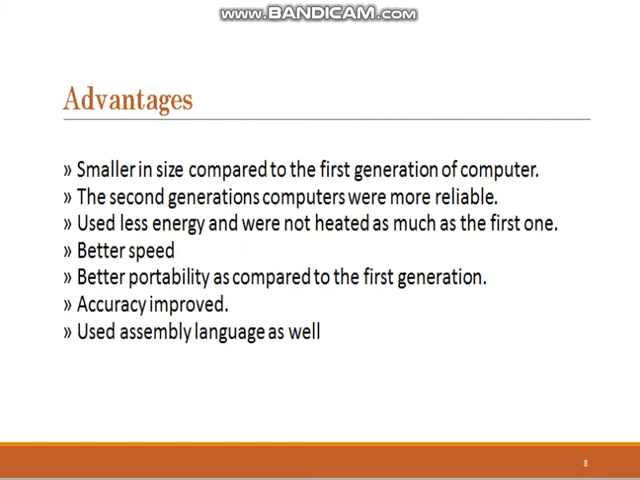 www.BANDICAM.com
Advantages
» Smaller in size compared to the first generation of computer.
» The second generations computers were more reliable.
» Used less energy and were not heated as much as the first one.
» Better speed
» Better portability as compared to the first generation.
» Accuracy improved.
» Used assembly language as well
8